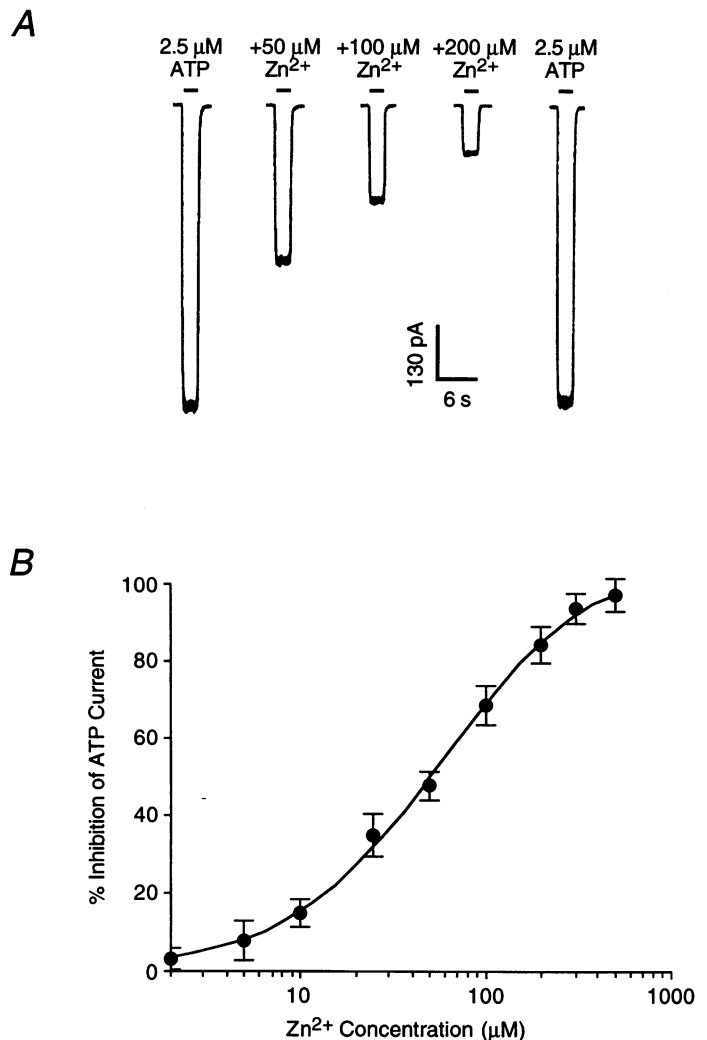 A
2.5 µM +50 µM +100 µM +200 µM 2.5 µM
ATP Zn2+ Zn2+ Zn2+ ATP
130 pA
6 s
B
% Inhibition of ATP Current
100
80
60
40
20
0
10 100 1000
Zn2+ Concentration (µM)